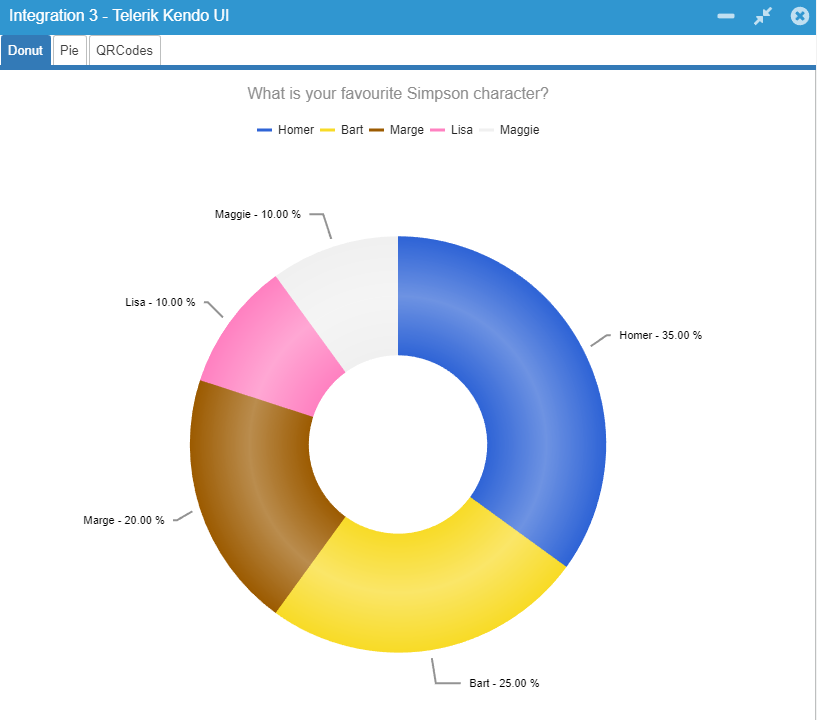 Integration 3 - Telerik Kendo UI
Donut Pie QRCodes
What is your favourite Simpson character?
Homer Bart Marge Lisa Maggie
Maggie - 10.00 %
Lisa - 10.00 %
Homer - 35.00 %
Marge - 20.00 %
Bart - 25.00 %